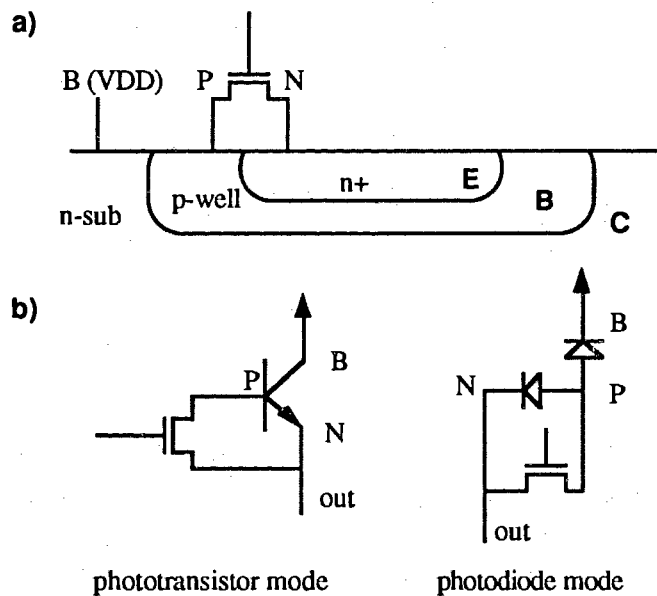 a)
B (VDD) P N
n+ E
p-well B
n-sub C
b)
B
P B
N P
N
out
out
phototransistor mode photodiode mode